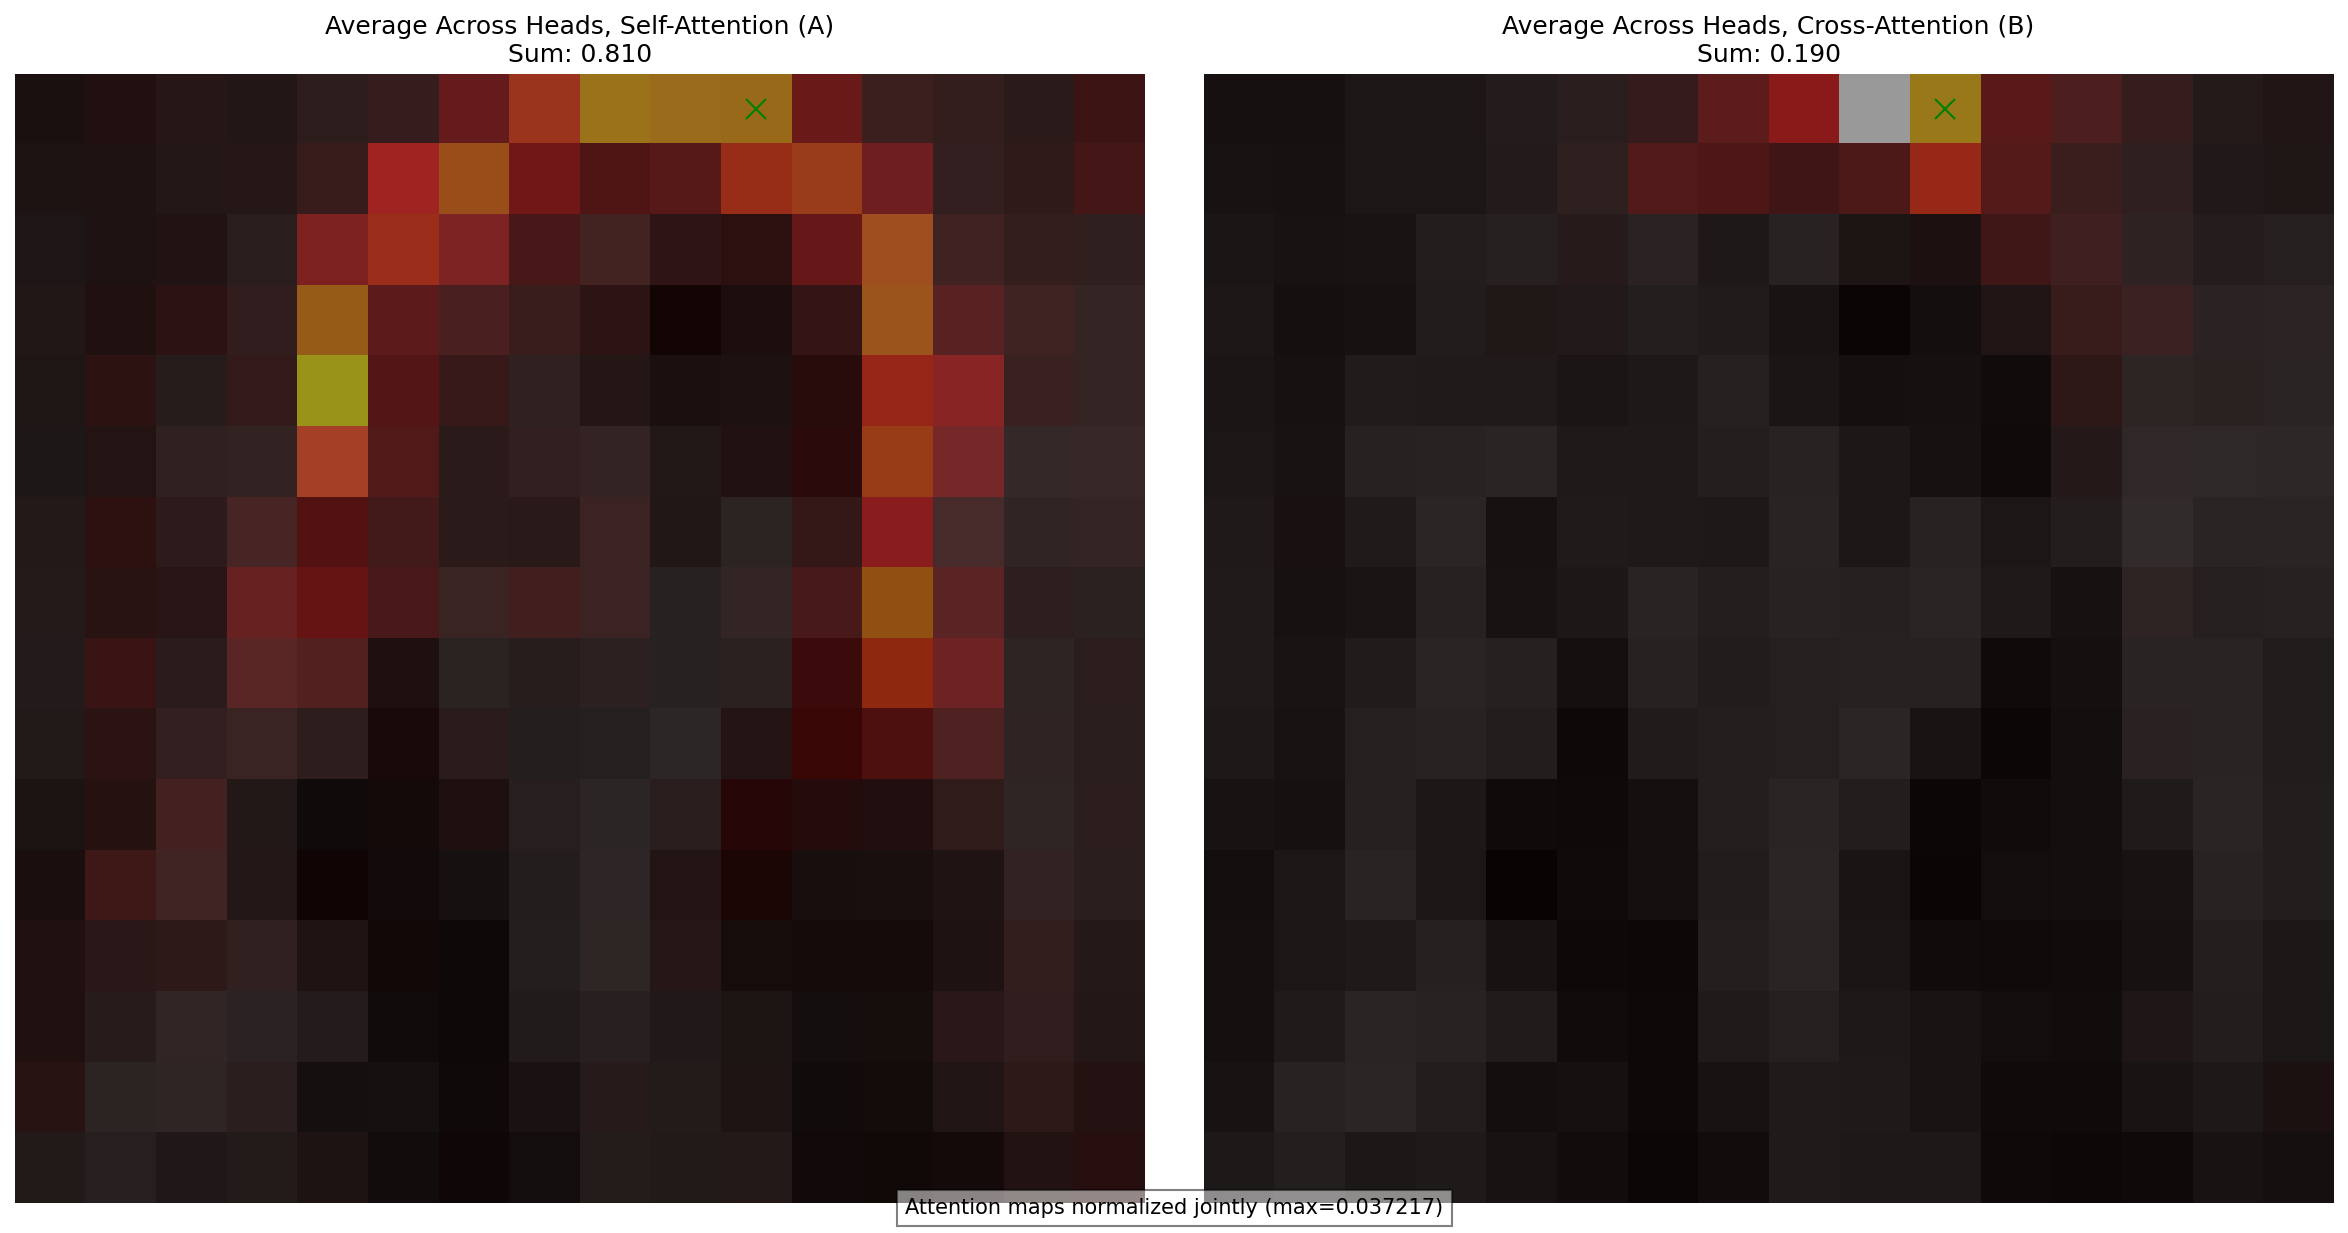 Average Across Heads, Self-Attention (A)
Sum: 0.810
Average Across Heads, Cross-Attention (B)
Sum: 0.190
Attention maps normalized jointly (max=0.037217)